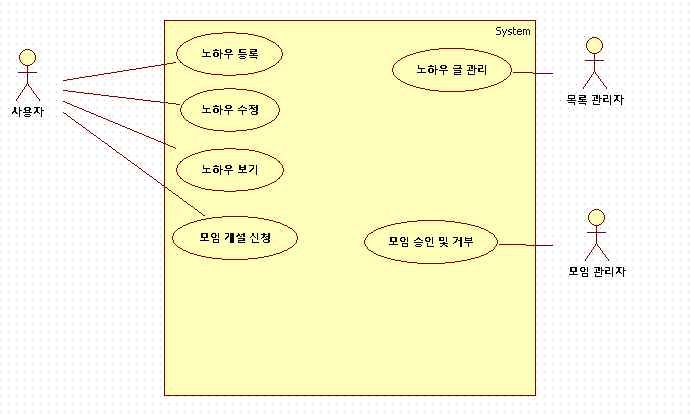 System
노하우 등록
노하우 글 관리
사용자
목록 관리자
노하우 수정
노하우 보기
모임 개설 신청
모임 승인 및 거부
모임 관리자